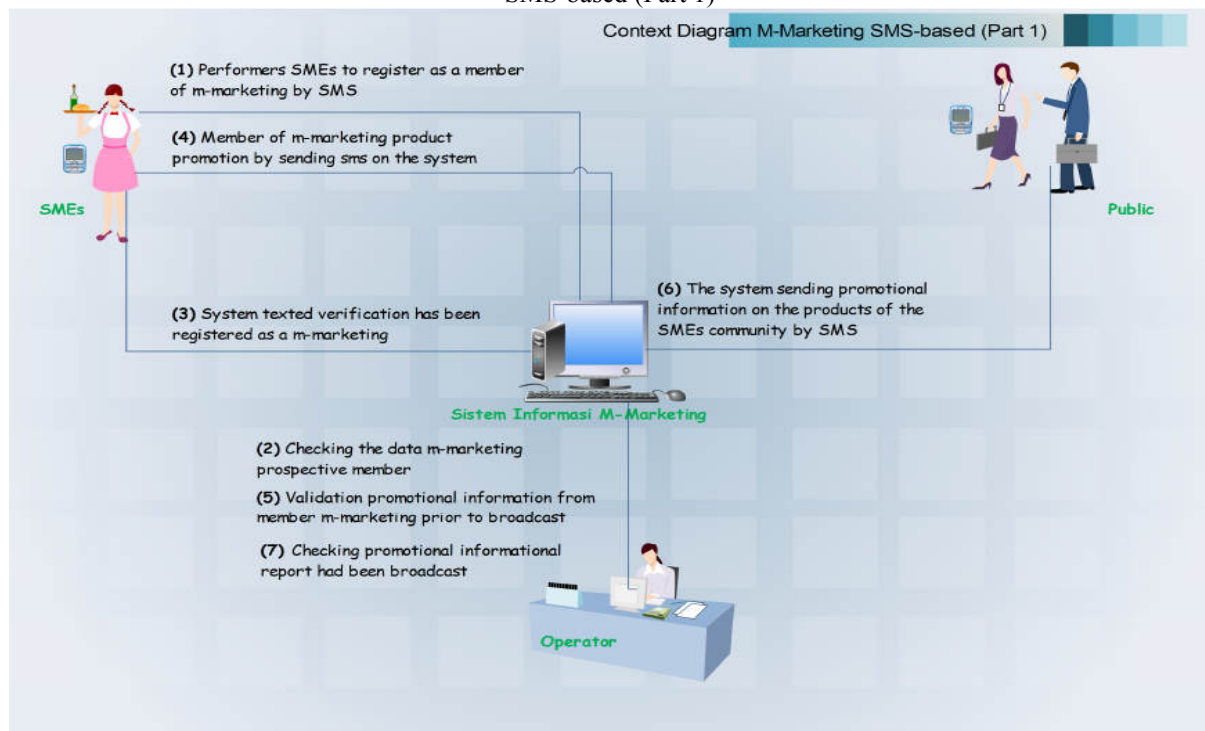 SMS-based (Part 1)
Context Diagram M-Marketing SMS-based (Part 1)
(1) Performers SMEs to register as a member
of m-marketing by SMS
(4) Member of m-marketing product
promotion by sending sms on the system
SMEs
Public
(3) System texted verification has been
registered as a m-marketing
(6) The system sending promotional
information on the products of the
SMEs community by SMS
Sistem Informasi M-Marketing
(2) Checking the data m-marketing
prospective member
(5) Validation promotional information from
member m-marketing prior to broadcast
(7) Checking promotional informational
report had been broadcast
Operator